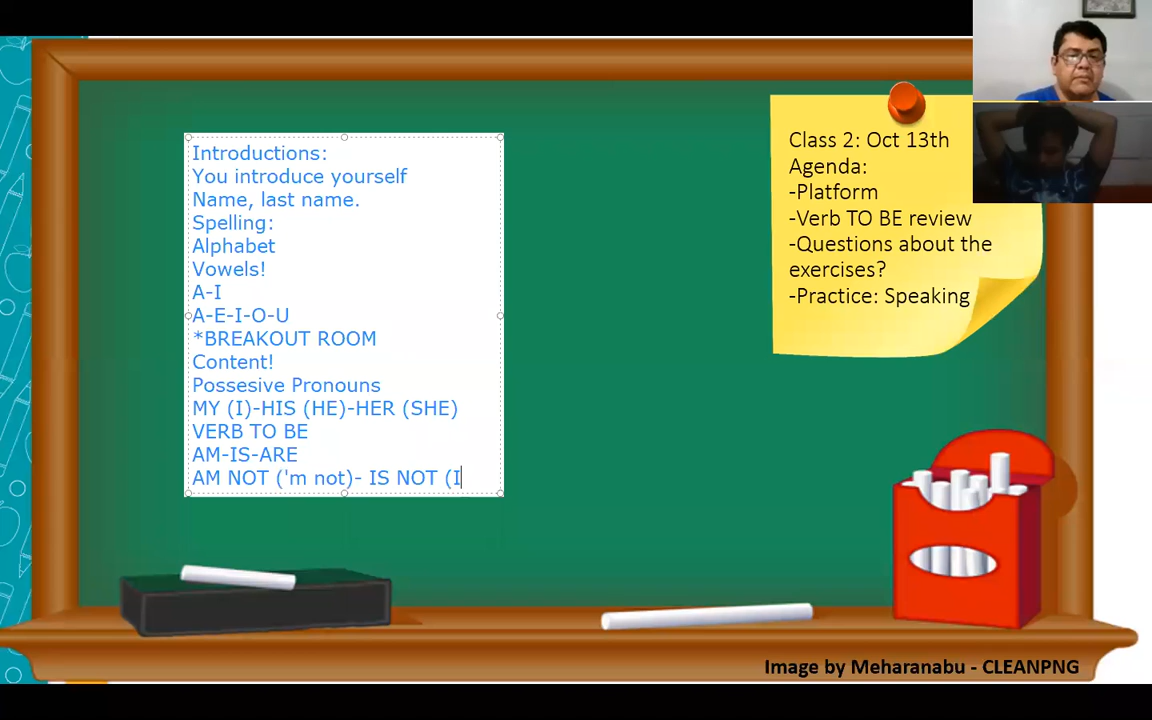 Introductions:
You introduce yourself
Name, last name.
Spelling:
Alphabet
Vowels!
A-I
A-E-I-O-U
*BREAKOUT ROOM
Content!
Possesive Pronouns
MY (I)-HIS (HE)-HER (SHE)
VERB TO BE
AM-IS-ARE
AM NOT ('m not)- IS NOT (I
Class 2: Oct 13th
Agenda:
-Platform
-Verb TO BE review
-Questions about the
exercises?
-Practice: Speaking
Image by Meharanabu - CLEANPNG